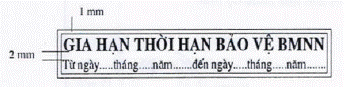 1 mm
GIA HẠN THỜI HẠN BẢO VỆ BMNN
2 mm
Từ ngày.....tháng.....năm.......đến ngày.....tháng.....năm.......